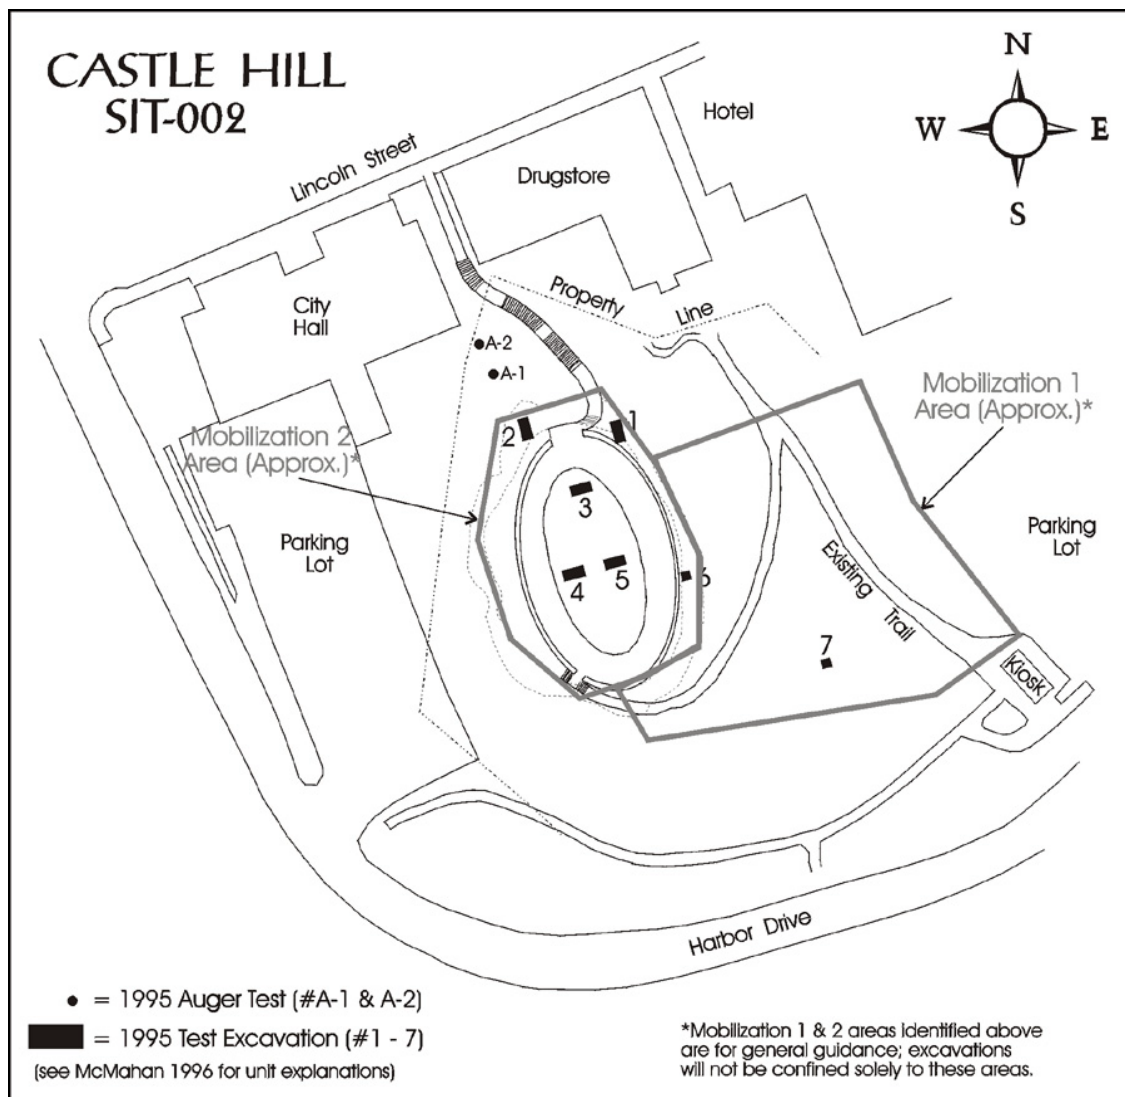 CASTLE HILL
SIT-002
N
W
E
S
Lincoln Street
Drugstore
Hotel
City
Hall
Property
Line
A-2
A-1
Mobilization 1
Area (Approx.)*
Mobilization 2
Area (Approx.)*
2
1
3
4
5
6
7
Parking
Lot
Parking
Lot
Existing
Trail
Kiosk
Harbor Drive
= 1995 Auger Test (#A-1 & A-2)
= 1995 Test Excavation (#1 - 7)
(see McMahan 1996 for unit explanations)
*Mobilization 1 & 2 areas identified above
are for general guidance; excavations
will not be confined solely to these areas.